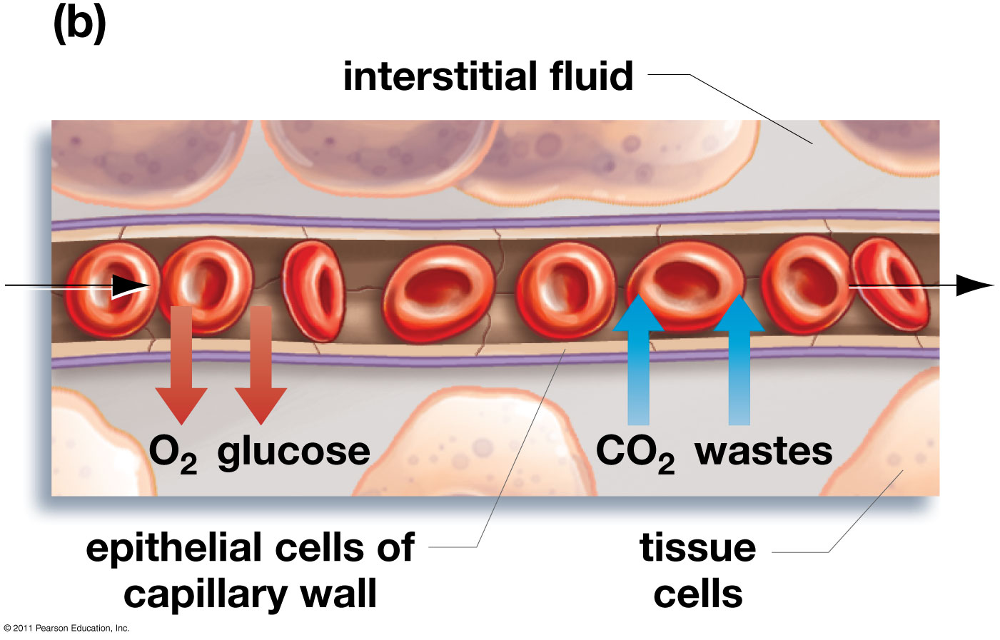 (b)
interstitial fluid
O2 glucose
CO2 wastes
epithelial cells of
capillary wall
tissue
cells
© 2011 Pearson Education, Inc.